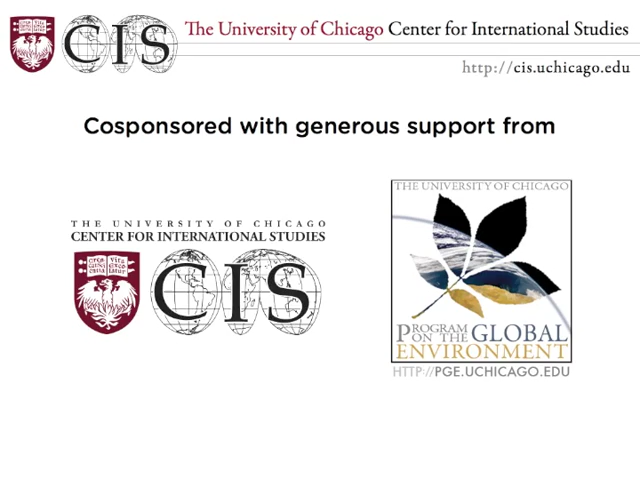 CIS The University of Chicago Center for International Studies
http://cis.uchicago.edu
Cosponsored with generous support from
THE UNIVERSITY OF CHICAGO
CENTER FOR INTERNATIONAL STUDIES
CIS
THE UNIVERSITY OF CHICAGO
PROGRAM ON THE GLOBAL
ENVIRONMENT
HTTP://PGE.UCHICAGO.EDU